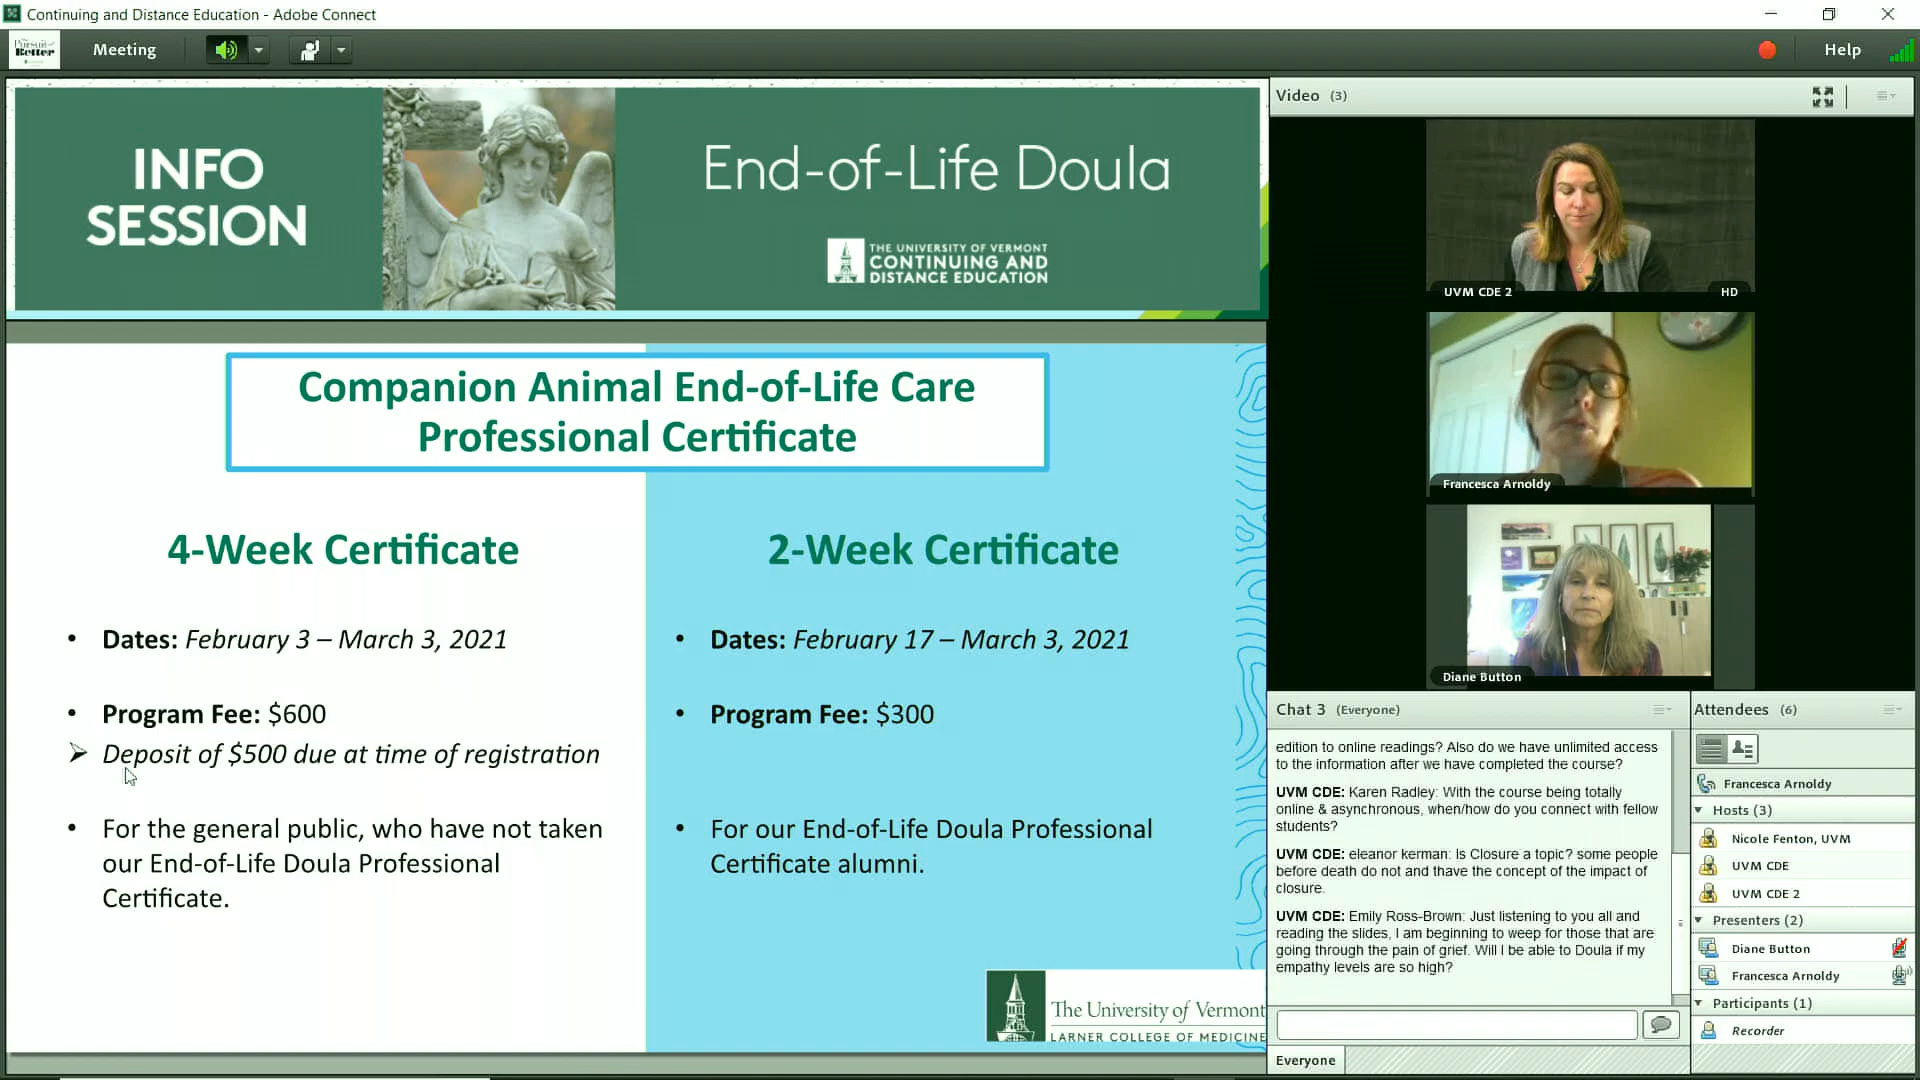 Continuing and Distance Education - Adobe Connect
Pursuit of
Better
Meeting
Help
INFO
SESSION
End-of-Life Doula
THE UNIVERSITY OF VERMONT
CONTINUING AND
DISTANCE EDUCATION
Companion Animal End-of-Life Care
Professional Certificate
4-Week Certificate
• Dates: February 3 – March 3, 2021
• Program Fee: $600
➢ Deposit of $500 due at time of registration
• For the general public, who have not taken
our End-of-Life Doula Professional
Certificate.
2-Week Certificate
• Dates: February 17 – March 3, 2021
• Program Fee: $300
• For our End-of-Life Doula Professional
Certificate alumni.
The University of Vermont
LARNER COLLEGE OF MEDICINE
Video (3)
UVM CDE 2
HD
Francesca Arnoldy
Diane Button
Chat 3 (Everyone)
edition to online readings? Also do we have unlimited access
to the information after we have completed the course?
UVM CDE: Karen Radley: With the course being totally
online & asynchronous, when/how do you connect with fellow
students?
UVM CDE: eleanor kerman: Is Closure a topic? some people
before death do not and thave the concept of the impact of
closure.
UVM CDE: Emily Ross-Brown: Just listening to you all and
reading the slides, I am beginning to weep for those that are
going through the pain of grief. Will I be able to Doula if my
empathy levels are so high?
Everyone
Attendees (6)
Francesca Arnoldy
Hosts (3)
Nicole Fenton, UVM
UVM CDE
UVM CDE 2
Presenters (2)
Diane Button
Francesca Arnoldy
Participants (1)
Recorder